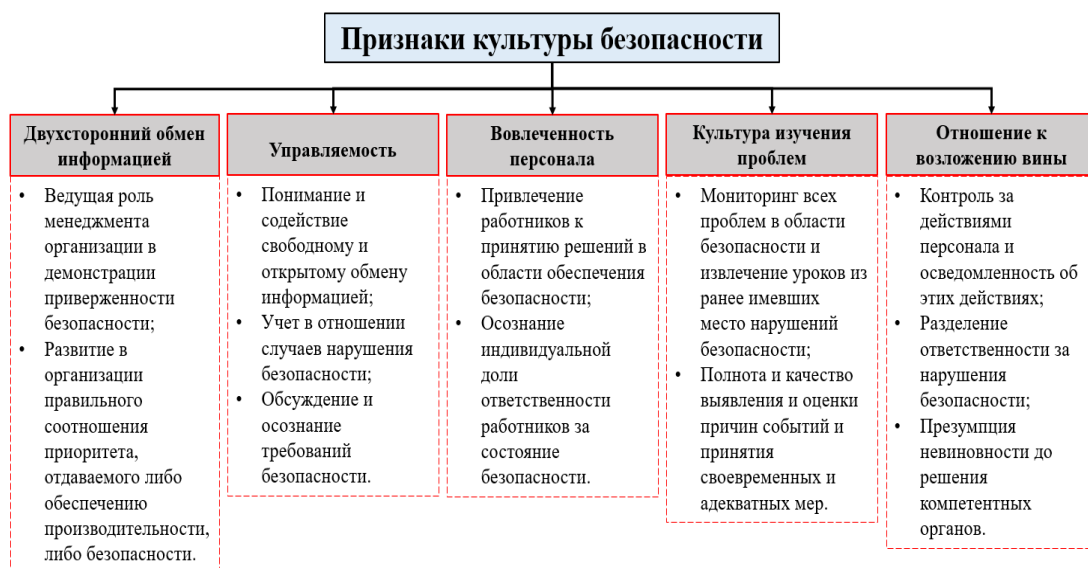 Признаки культуры безопасности
Двухсторонний обмен
информацией
• Ведущая роль
менеджмента
организации в
демонстрации
приверженности
безопасности;
• Развитие в
организации
правильного
соотношения
приоритета,
отдаваемого либо
обеспечению
производительности,
либо безопасности.
Управляемость
• Понимание и
содействие
свободному и
открытому обмену
информацией;
• Учет в отношении
случаев нарушения
безопасности;
• Обсуждение и
осознание
требований
безопасности.
Вовлеченность
персонала
• Привлечение
работников к
принятию решений в
области обеспечения
безопасности;
• Осознание
индивидуальной
доли
ответственности
работников за
состояние
безопасности.
Культура изучения
проблем
• Мониторинг всех
проблем в области
безопасности и
извлечение уроков из
ранее имевших
место нарушений
безопасности;
• Полнота и качество
выявления и оценки
причин событий и
принятия
своевременных и
адекватных мер.
Отношение к
возложению вины
• Контроль за
действиями
персонала и
осведомленность об
этих действиях;
• Разделение
ответственности за
нарушения
безопасности;
• Презумпция
невиновности до
решения
компетентных
органов.